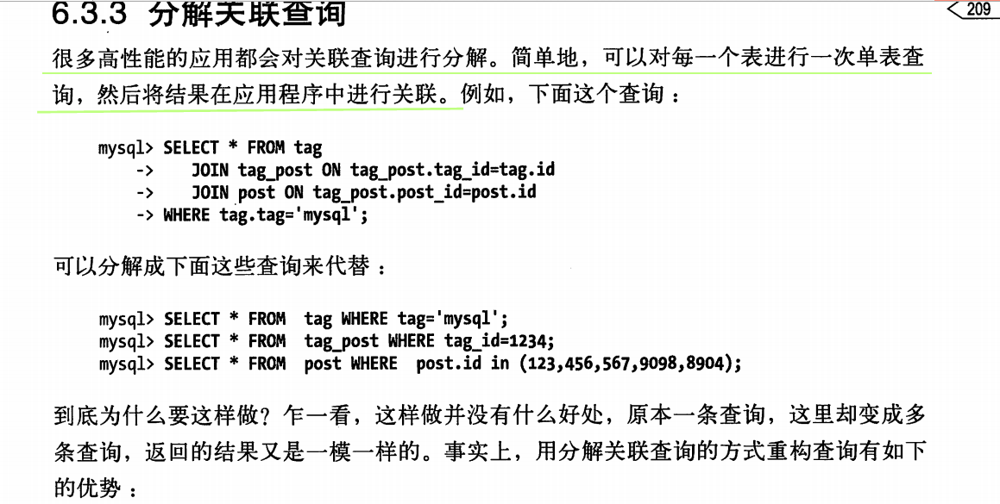 6.3.3 分解关联查询
209
很多高性能的应用都会对关联查询进行分解。简单地，可以对每一个表进行一次单表查
询，然后将结果在应用程序中进行关联。例如，下面这个查询：
mysql> SELECT * FROM tag
-> JOIN tag_post ON tag_post.tag_id=tag.id
-> JOIN post ON tag_post.post_id=post.id
-> WHERE tag.tag='mysql';
可以分解成下面这些查询来代替：
mysql> SELECT * FROM tag WHERE tag='mysql';
mysql> SELECT * FROM tag_post WHERE tag_id=1234;
mysql> SELECT * FROM post WHERE post.id in (123,456,567,9098,8904);
到底为什么要这样做？乍一看，这样做并没有什么好处，原本一条查询，这里却变成多
条查询，返回的结果又是一模一样的。事实上，用分解关联查询的方式重构查询有如下
的优势：